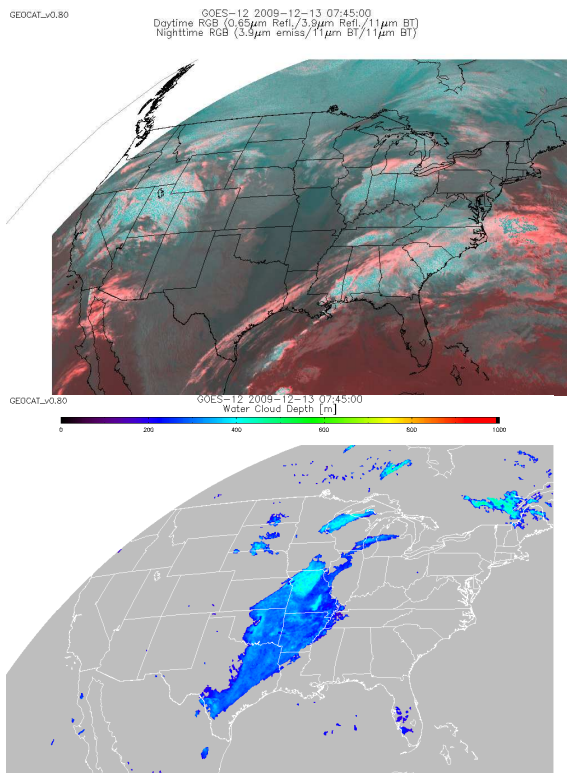 GEOCAT_v0.80
GOES-12 2009-12-13 07:45:00
Daytime RGB (0.65μm Refl./3.9μm Refl./11μm BT)
Nighttime RGB (3.9μm emiss/11μm BT/11μm BT)
GEOCAT_v0.80
GOES-12 2009-12-13 07:45:00
Water Cloud Depth [m]
0 200 400 600 800 1000